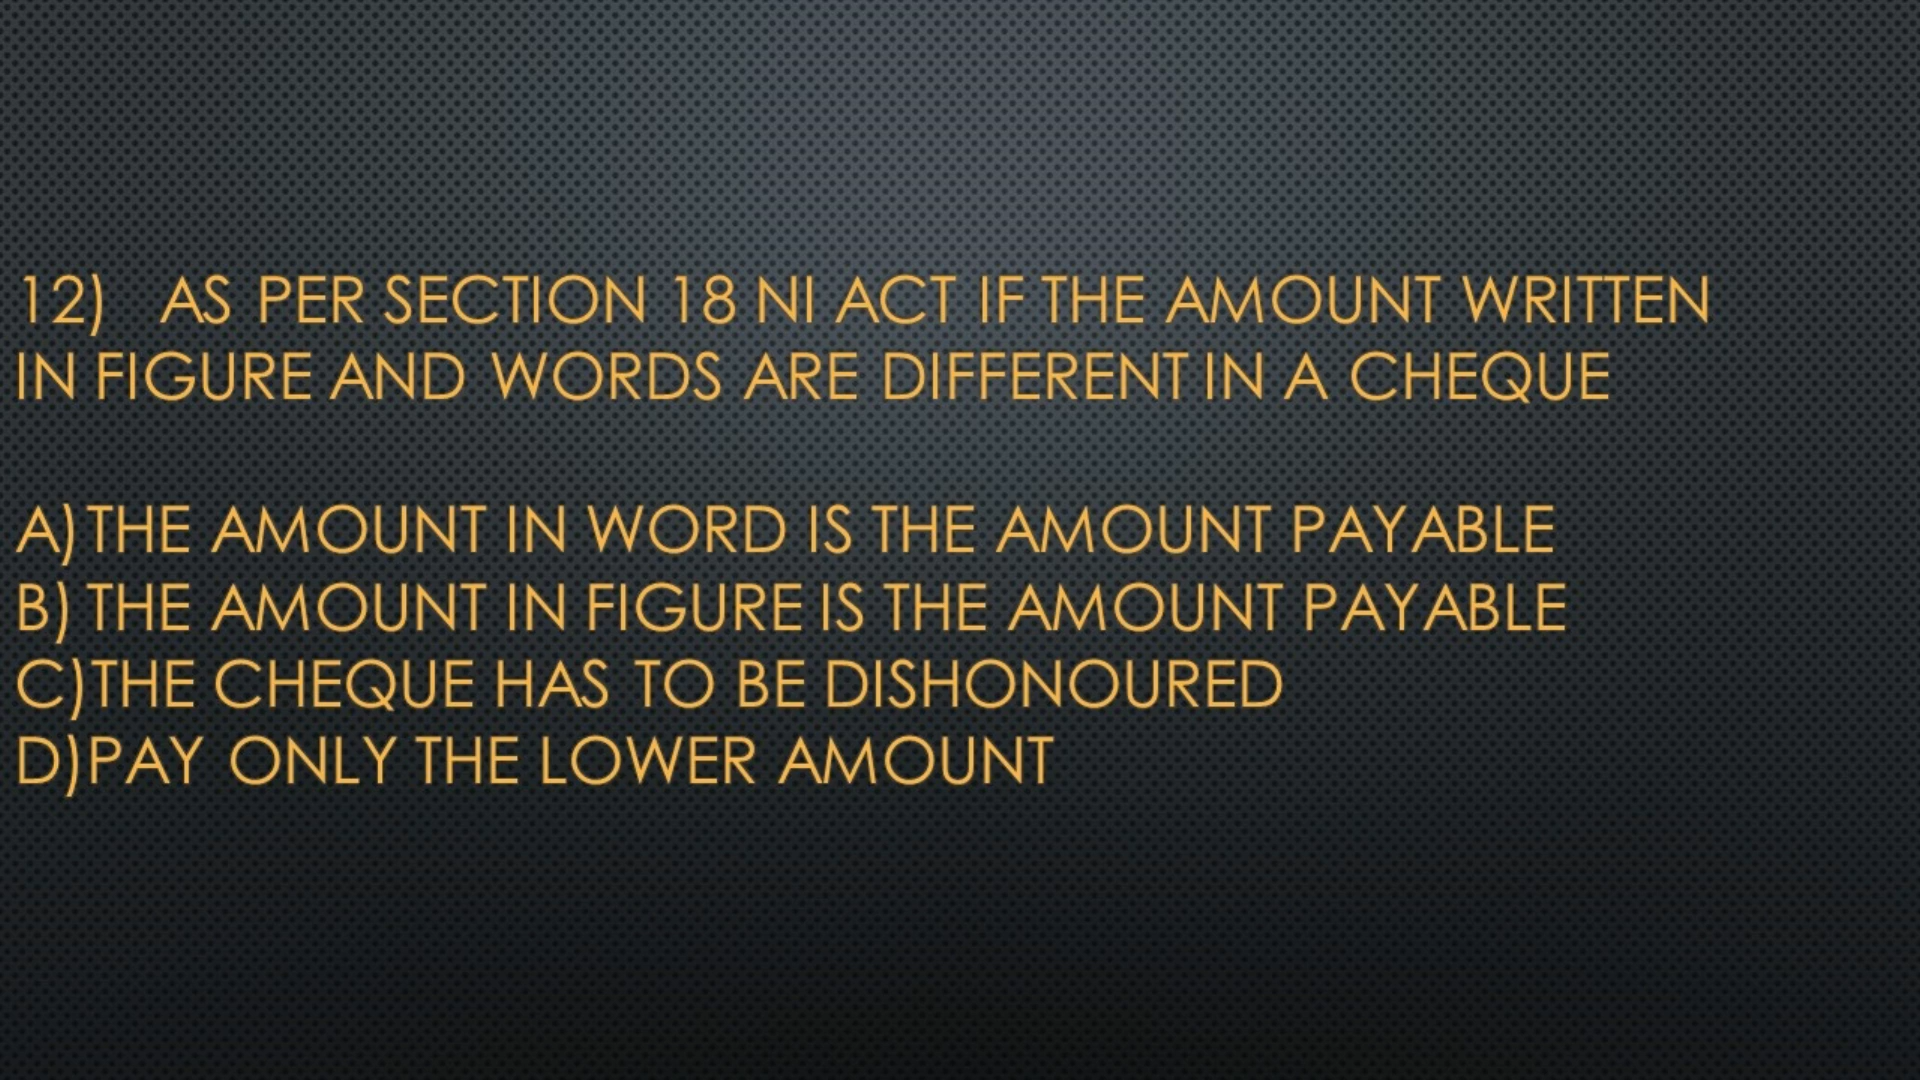 12) AS PER SECTION 18 NI ACT IF THE AMOUNT WRITTEN
IN FIGURE AND WORDS ARE DIFFERENT IN A CHEQUE
A) THE AMOUNT IN WORD IS THE AMOUNT PAYABLE
B) THE AMOUNT IN FIGURE IS THE AMOUNT PAYABLE
C)THE CHEQUE HAS TO BE DISHONOURED
D)PAY ONLY THE LOWER AMOUNT